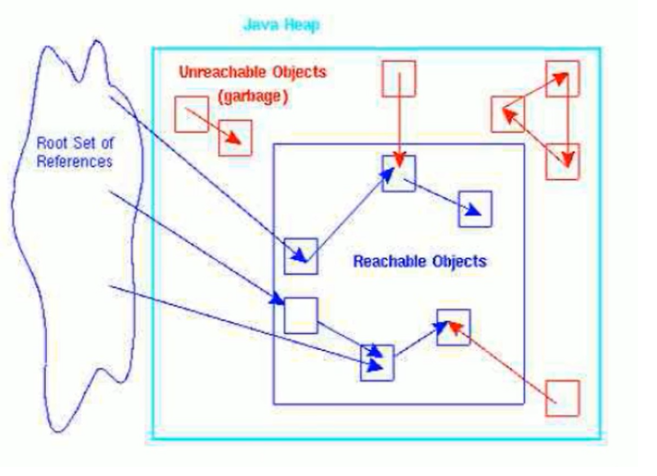 Java Heap
Unreachable Objects
(garbage)
Root Set of
References
Reachable Objects